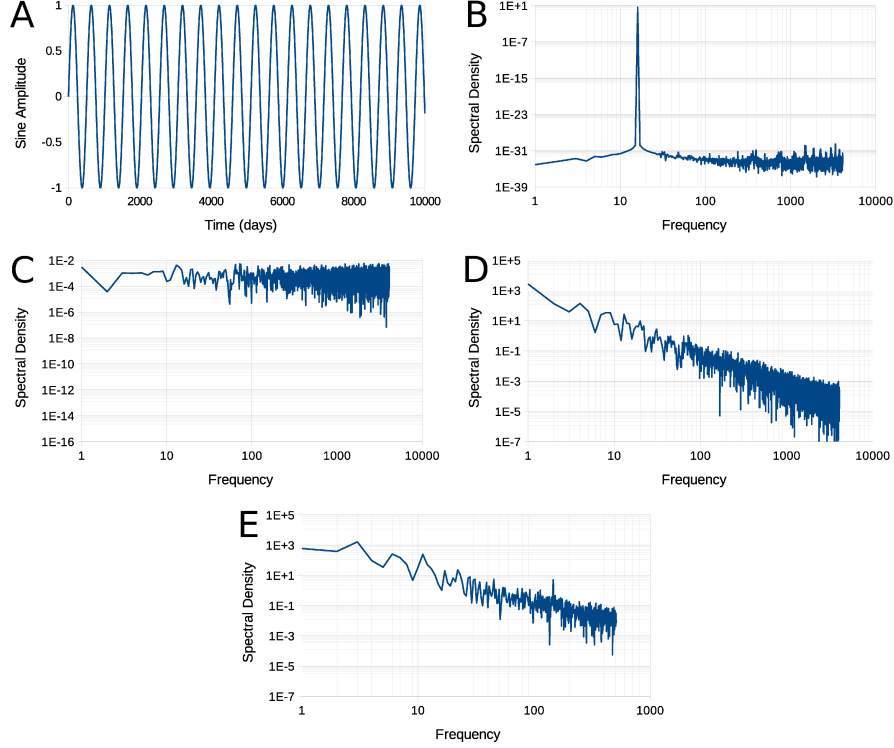 A
1
0.5
0
-0.5
-1
Sine Amplitude
0 2000 4000 6000 8000 10000
Time (days)
B
1E+1
1E-7
1E-15
1E-23
1E-31
1E-39
Spectral Density
1 10 100 1000 10000
Frequency
C
1E-2
1E-4
1E-6
1E-8
1E-10
1E-12
1E-14
1E-16
Spectral Density
1 10 100 1000 10000
Frequency
D
1E+5
1E+3
1E+1
1E-1
1E-3
1E-5
1E-7
Spectral Density
1 10 100 1000 10000
Frequency
E
1E+5
1E+3
1E+1
1E-1
1E-3
1E-5
1E-7
Spectral Density
1 10 100 1000
Frequency